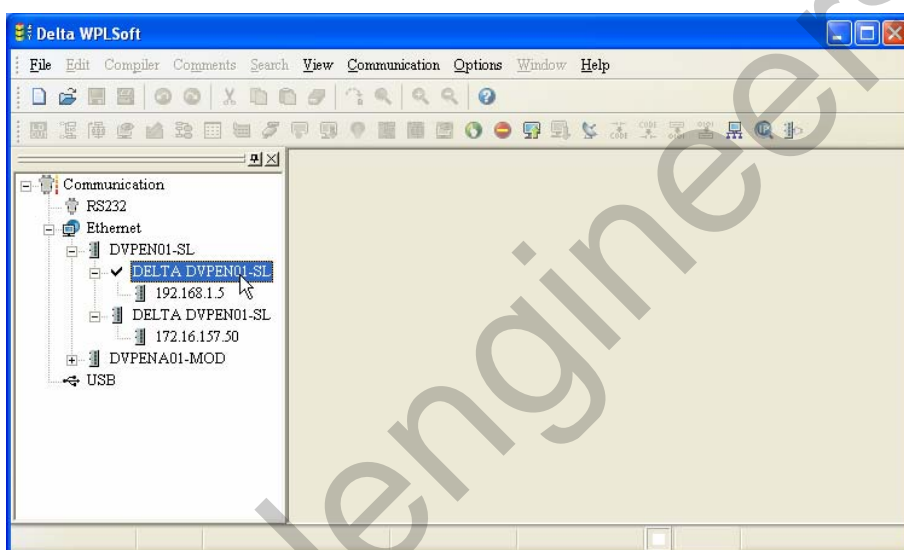 Delta WPLSoft
File Edit Compiler Comments Search View Communication Options Window Help
Communication
RS232
Ethernet
DVPEN01-SL
DELTA DVPEN01-SL
192.168.1.5
DELTA DVPEN01-SL
172.16.157.50
DVPENA01-MOD
USB
lengineers